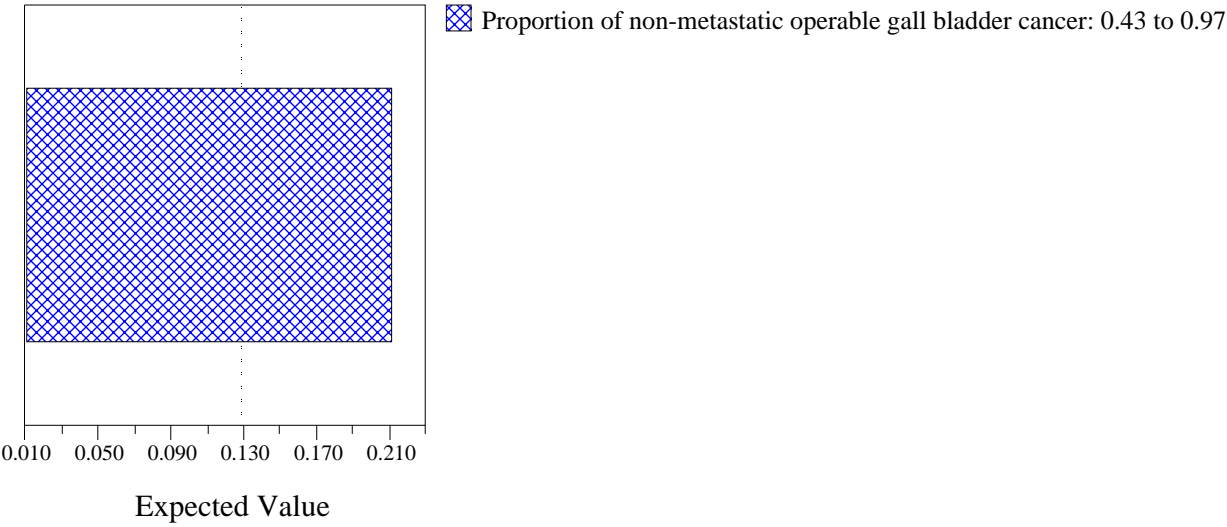 Proportion of non-metastatic operable gall bladder cancer: 0.43 to 0.97
0.010 0.050 0.090 0.130 0.170 0.210
Expected Value